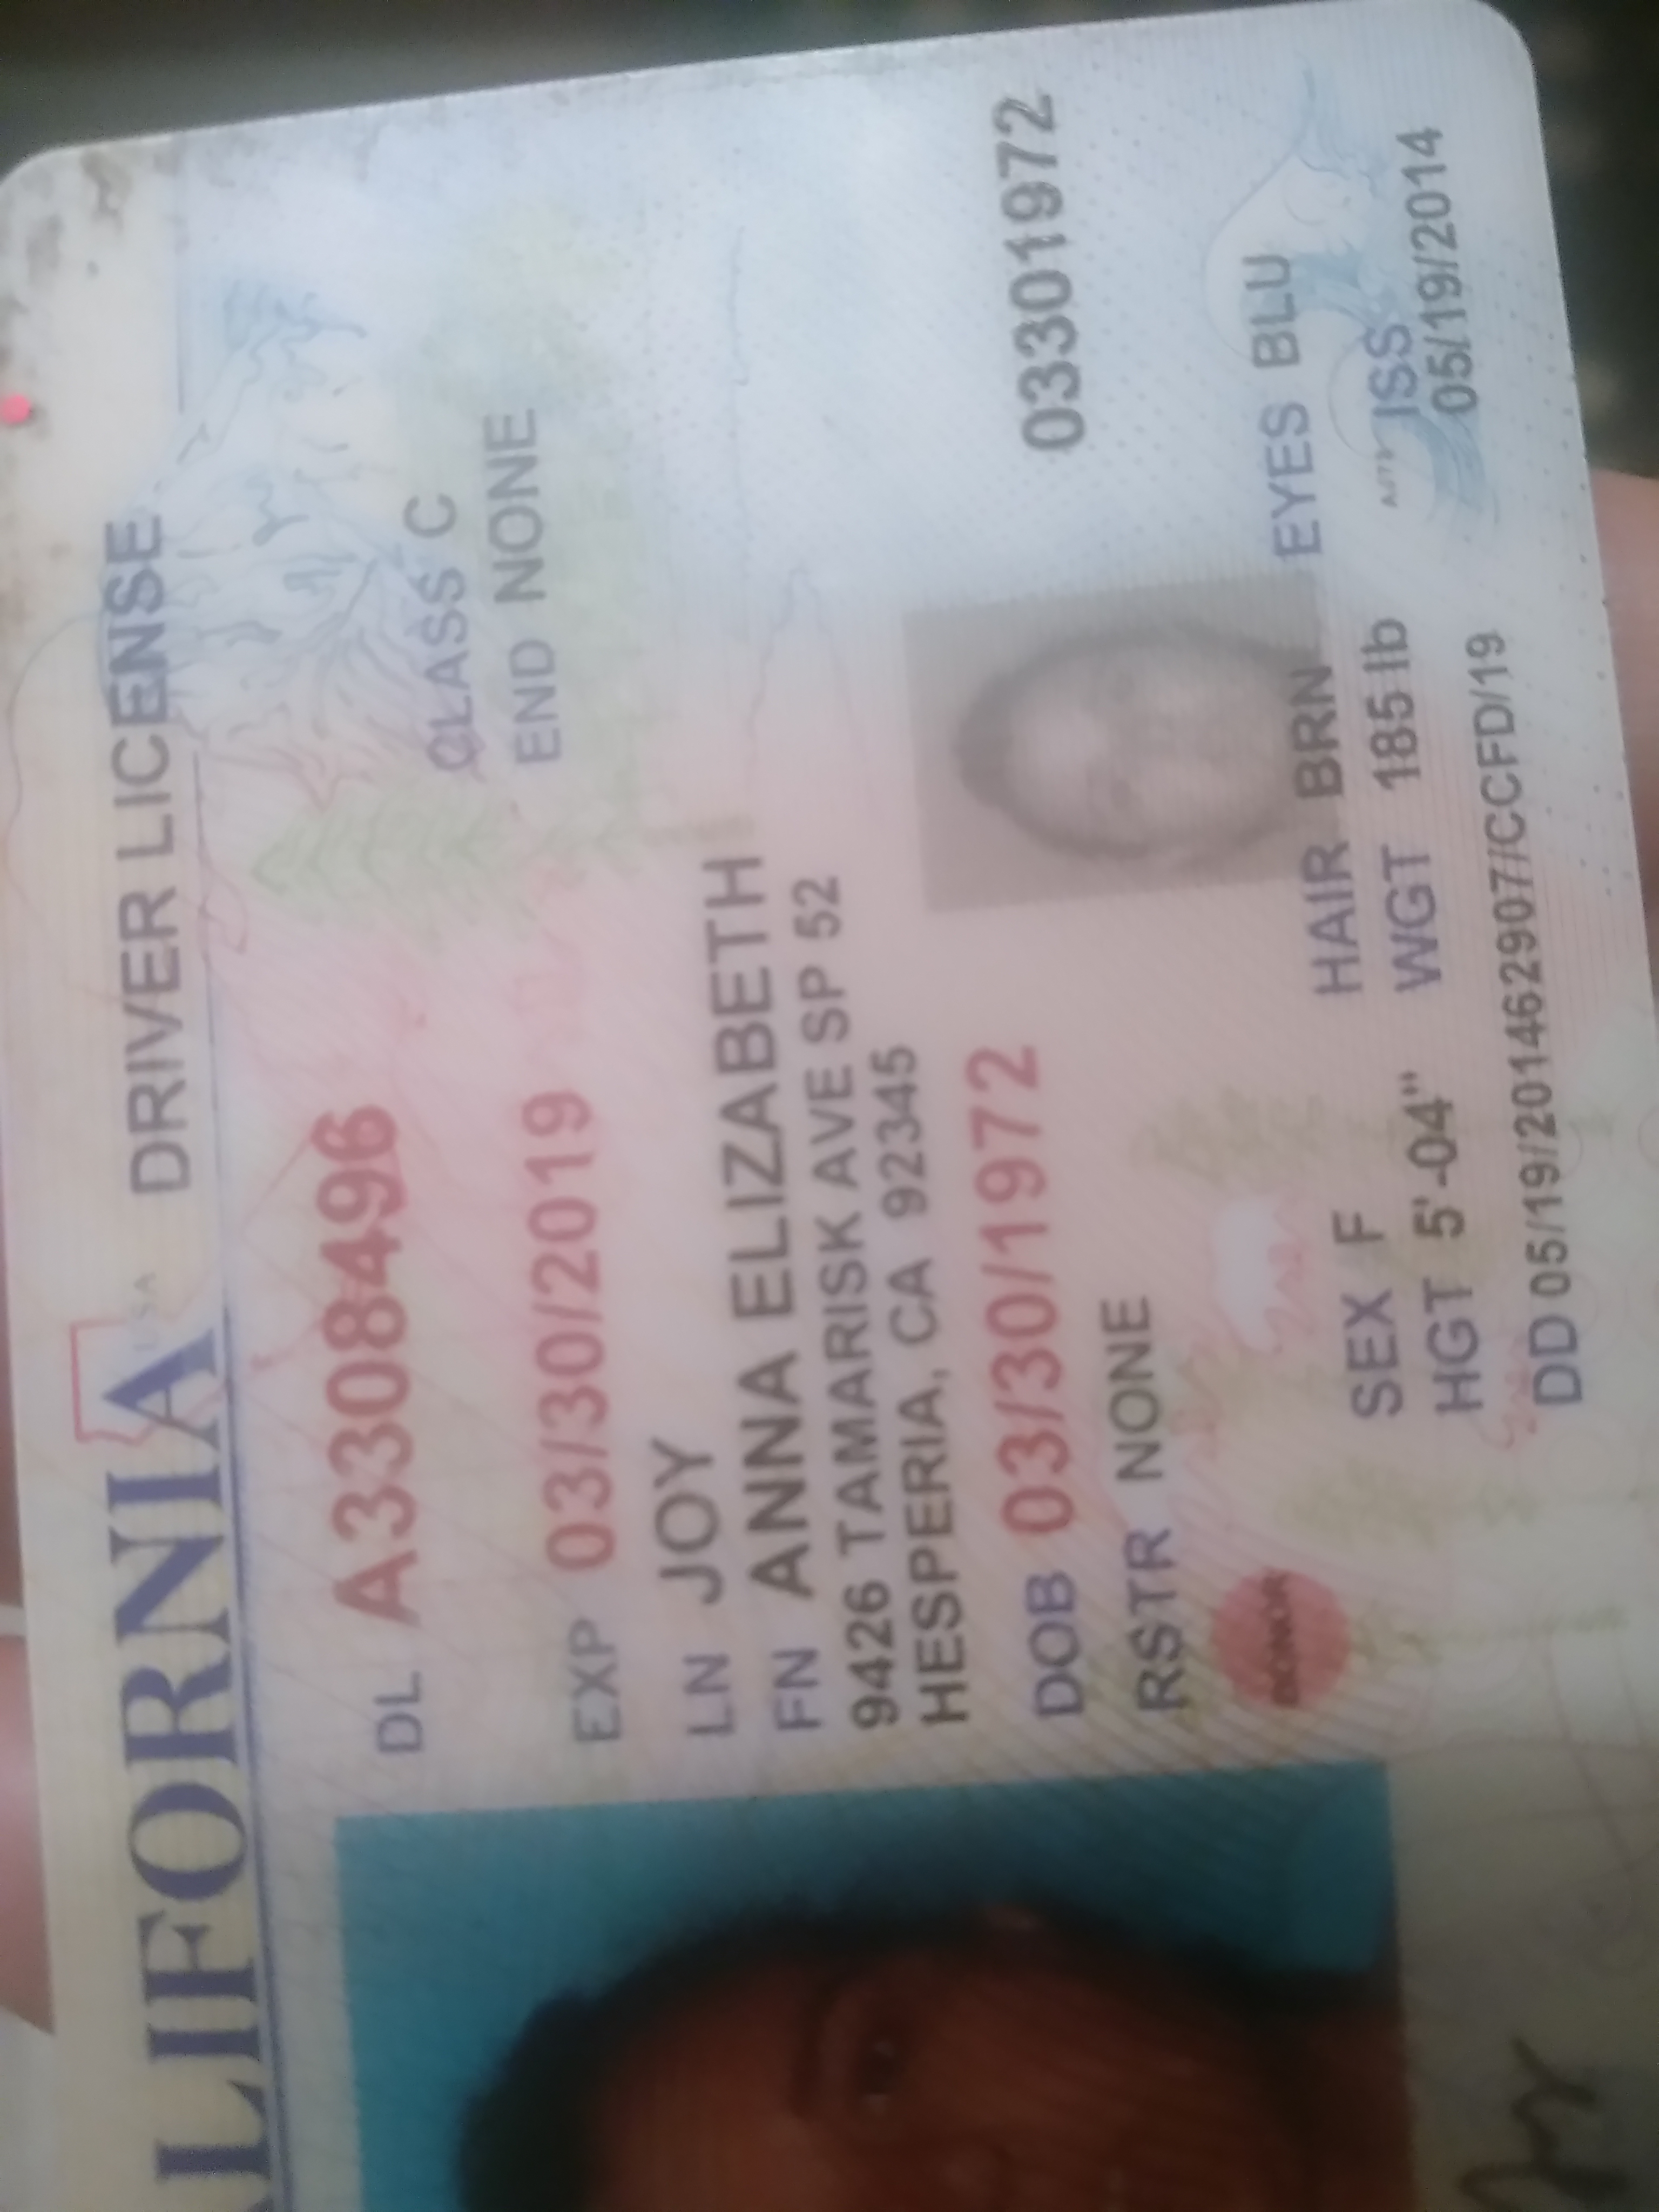 CALIFORNIA DRIVER LICENSE
DL A3308496
CLASS C
EXP 03/30/2019
END NONE
LN JOY
FN ANNA ELIZABETH
9426 TAMARISK AVE SP 52
HESPERIA, CA 92345
DOB 03/30/1972
RSTR NONE
03301972
DONOR
SEX F HAIR BRN EYES BLU
HGT 5'-04" WGT 185 lb ISS
DD 05/19/201462907/CCFD/19 05/19/2014